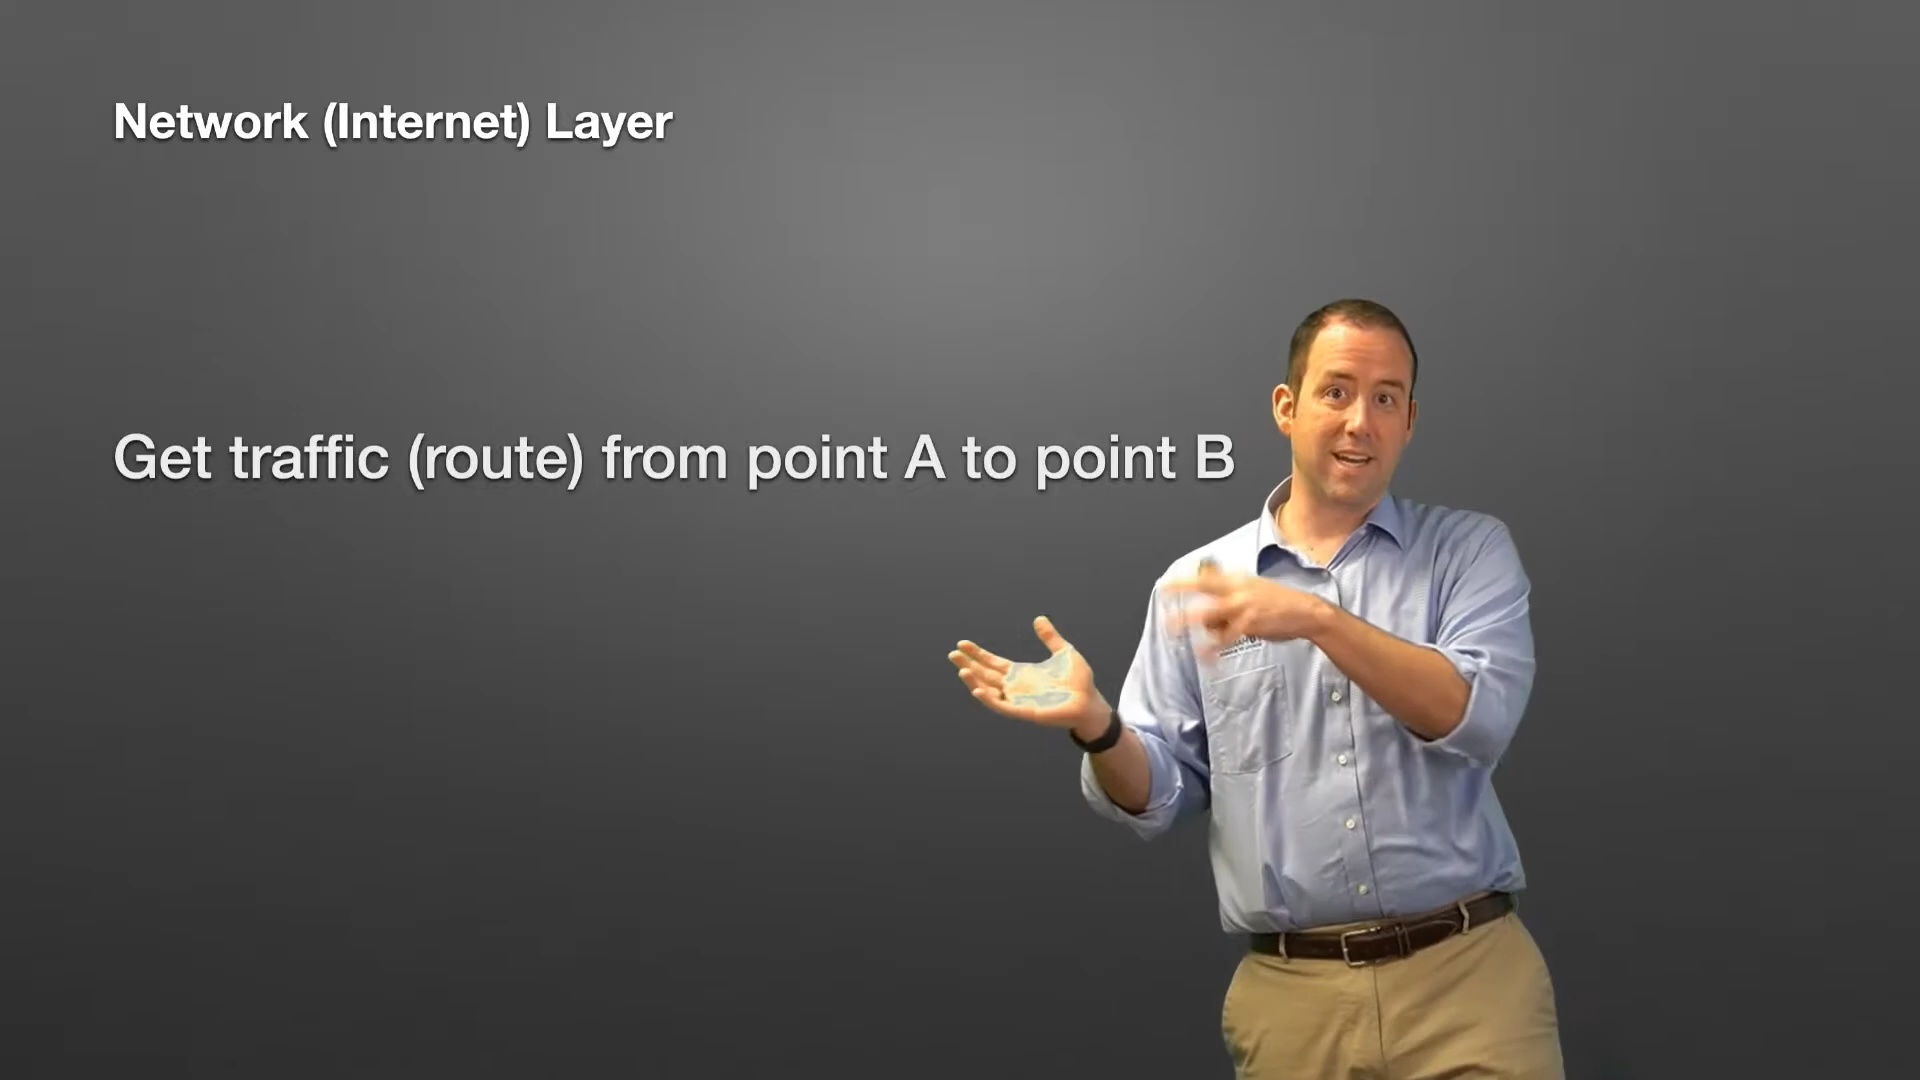 Network (Internet) Layer
Get traffic (route) from point A to point B